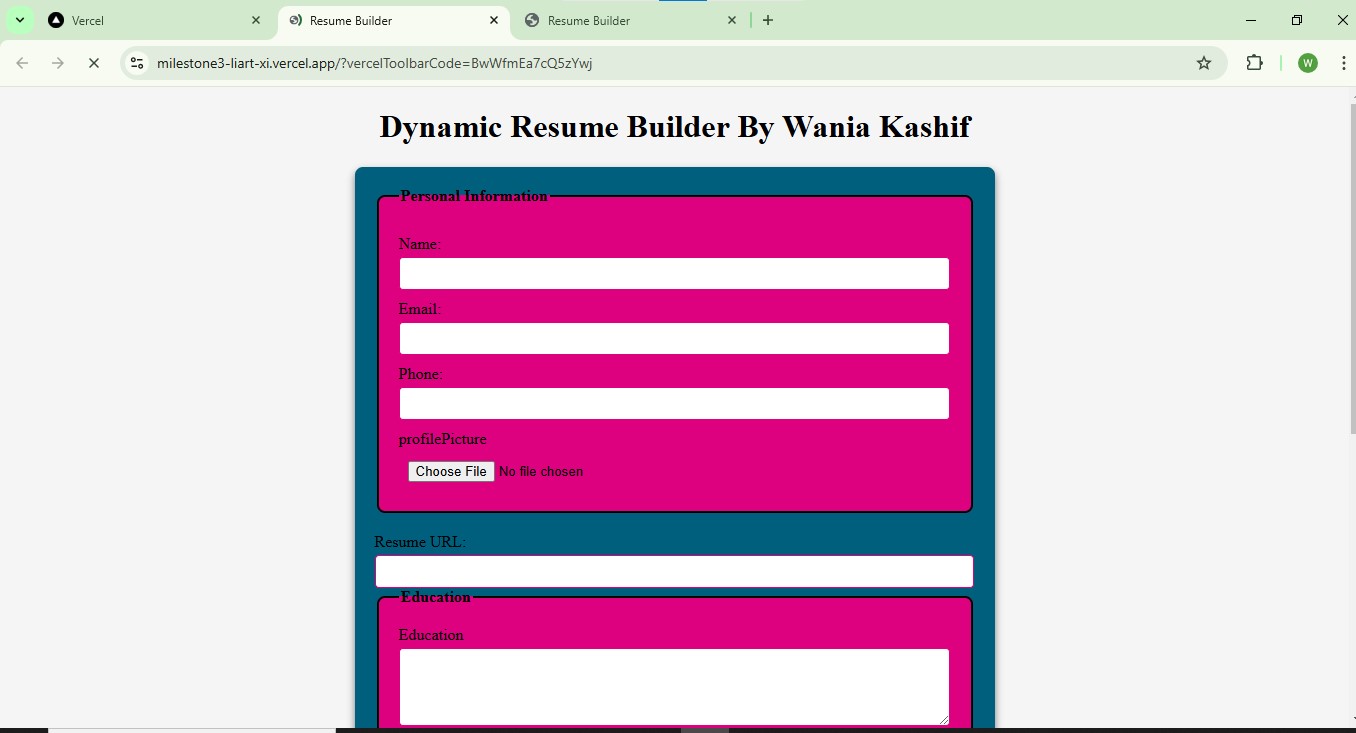 Vercel
Resume Builder
Resume Builder
milestone3-liart-xi.vercel.app/?vercelToolbarCode=BwWfmEa7cQ5zYwj
W
Dynamic Resume Builder By Wania Kashif
Personal Information
Name:
Email:
Phone:
profilePicture
Choose File No file chosen
Resume URL:
Education
Education